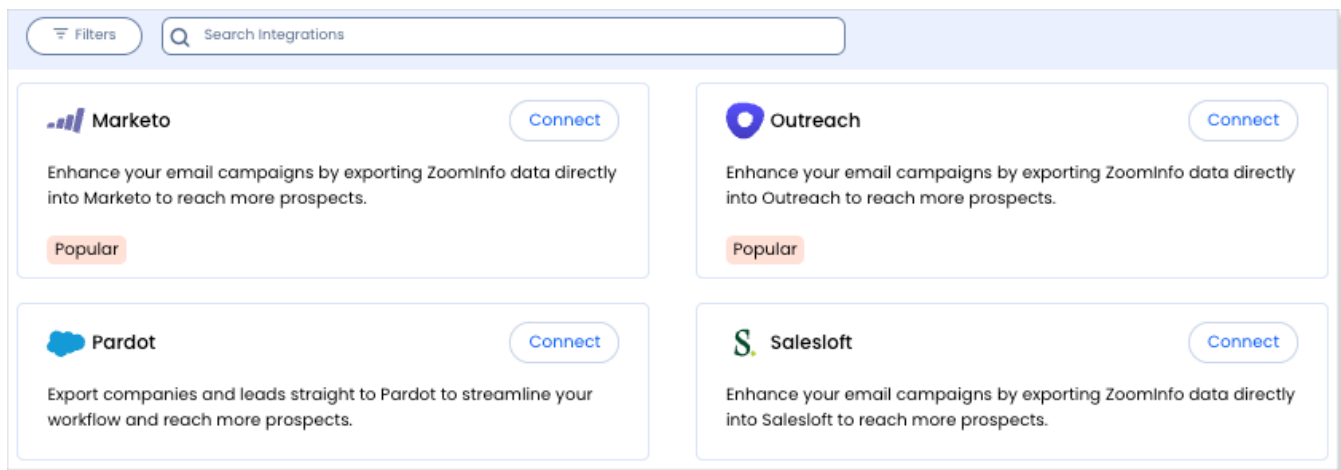 Filters
Search Integrations
Marketo
Connect
Enhance your email campaigns by exporting ZoomInfo data directly
into Marketo to reach more prospects.
Popular
Outreach
Connect
Enhance your email campaigns by exporting ZoomInfo data directly
into Outreach to reach more prospects.
Popular
Pardot
Connect
Export companies and leads straight to Pardot to streamline your
workflow and reach more prospects.
S. Salesloft
Connect
Enhance your email campaigns by exporting ZoomInfo data directly
into Salesloft to reach more prospects.